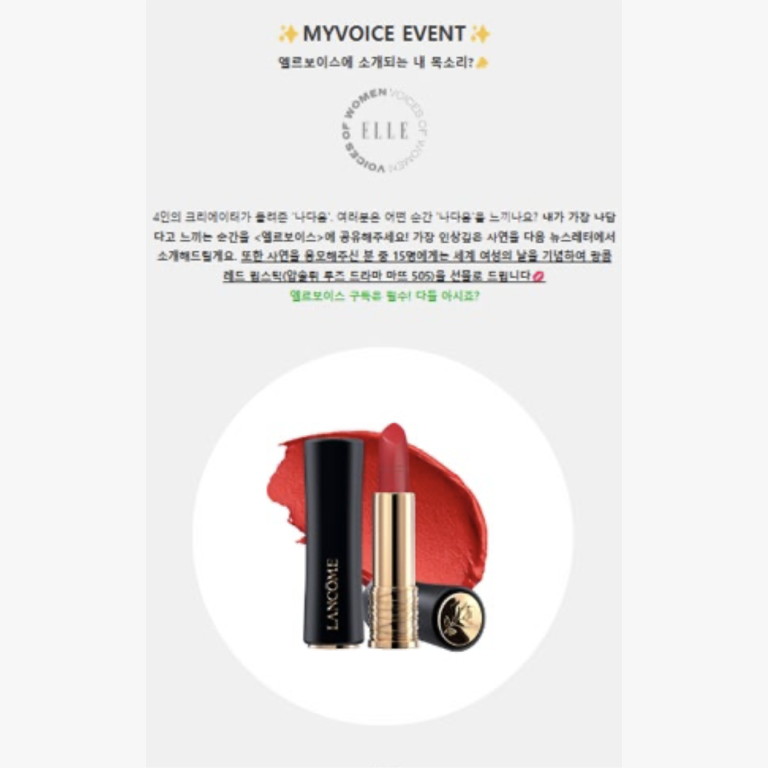 ✨MYVOICE EVENT✨
엘르보이스에 소개되는 내 목소리?
VOICES OF WOMEN VOICES OF WOMEN
ELLE
4인의 크리에이터가 들려준 '나다움'. 여러분은 어떤 순간 '나다움'을 느끼나요? 내가 가장 나답
다고 느끼는 순간을 <엘르보이스>에 공유해주세요! 가장 인상깊은 사연을 다음 뉴스레터에서
소개해드릴게요. 또한 사연을 응모해주신 분 중 15명에게는 세계 여성의 날을 기념하여 랑콤
레드 립스틱(압솔뤼 루즈 드라마 마뜨 505)을 선물로 드립니다💋
엘르보이스 구독은 필수! 다들 아시죠?
LANCÔME